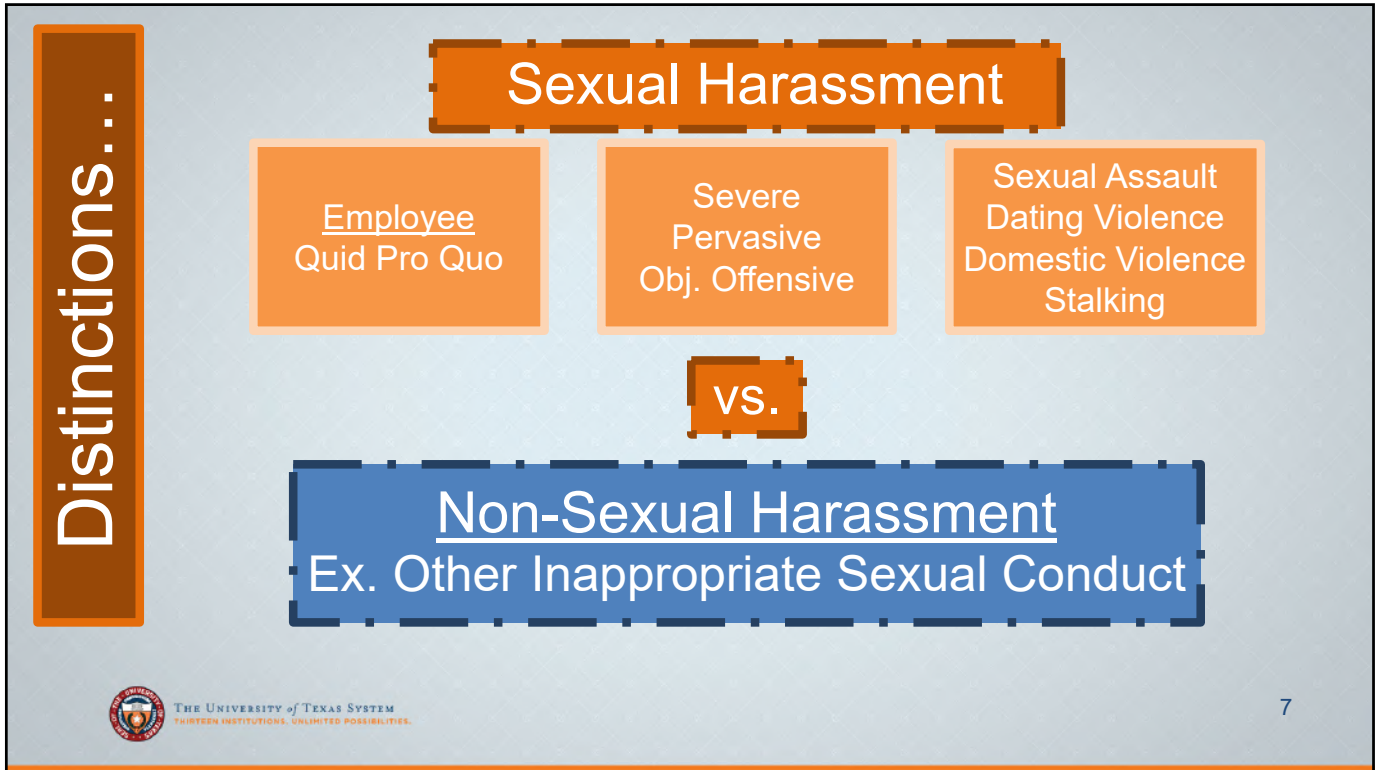 Distinctions…
Sexual Harassment
Employee
Quid Pro Quo
Severe
Pervasive
Obj. Offensive
Sexual Assault
Dating Violence
Domestic Violence
Stalking
vs.
Non-Sexual Harassment
Ex. Other Inappropriate Sexual Conduct
THE UNIVERSITY of TEXAS SYSTEM
THIRTEEN INSTITUTIONS. UNLIMITED POSSIBILITIES.
7